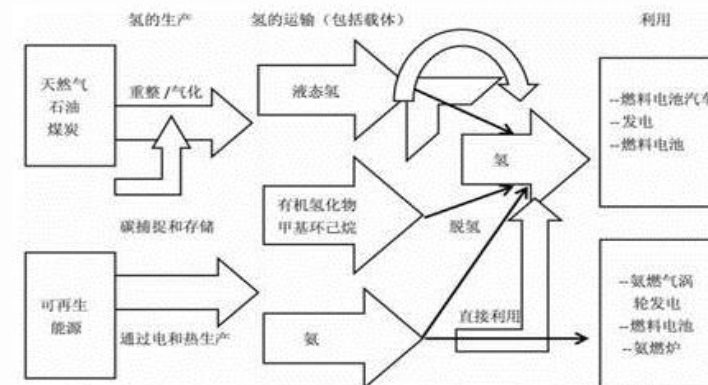 氢的生产
氢的运输（包括载体）
利用
天然气
石油
煤炭
重整/气化
液态氢
氢
--燃料电池汽车
--发电
--燃料电池
碳捕捉和存储
有机氢化物
甲基环己烷
脱氢
可再生
能源
通过电和热生产
氨
直接利用
--氨燃气涡
轮发电
--燃料电池
--氨燃炉